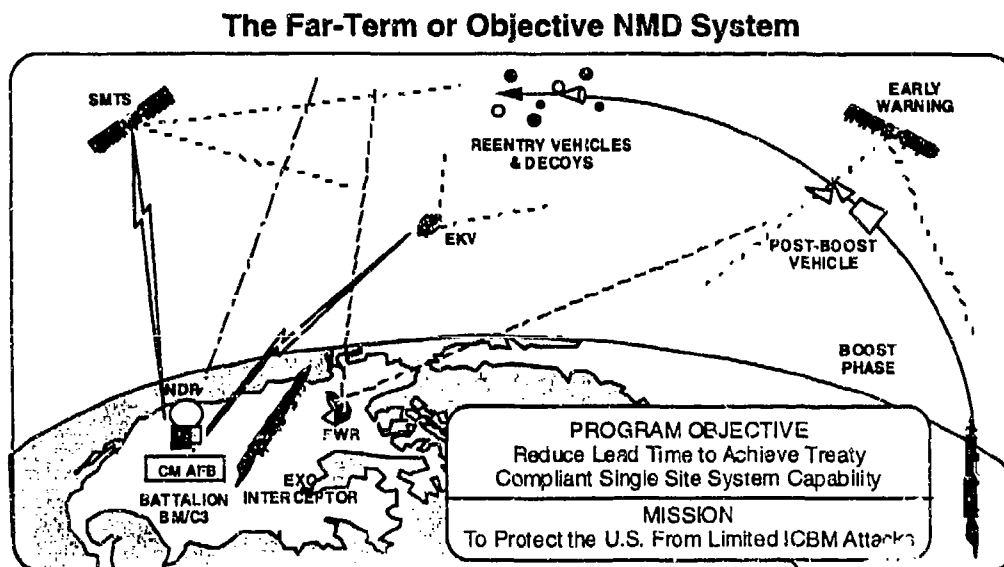 The Far-Term or Objective NMD System
SMTS
REENTRY VEHICLES
& DECOYS
EARLY
WARNING
EKV
POST-BOOST
VEHICLE
BOOST
PHASE
NDR
CM AFB
BATTALION
BM/C3
EXO
INTERCEPTOR
PROGRAM OBJECTIVE
Reduce Lead Time to Achieve Treaty
Compliant Single Site System Capability
MISSION
To Protect the U.S. From Limited ICBM Attacks